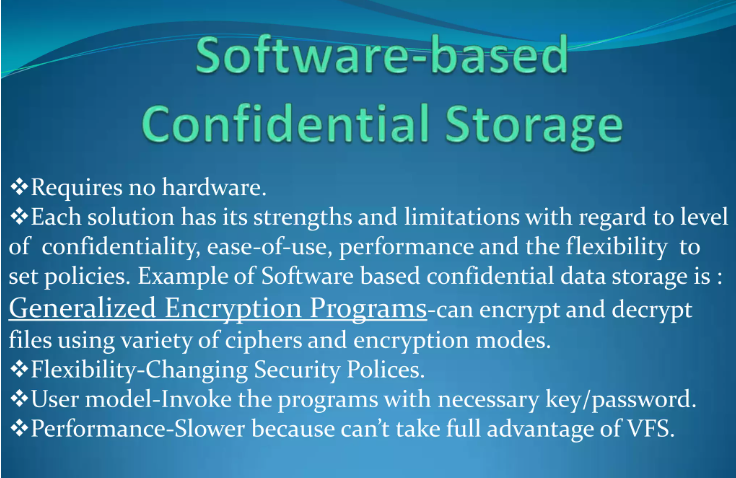 Software-based
Confidential Storage
❖Requires no hardware.
❖Each solution has its strengths and limitations with regard to level
of confidentiality, ease-of-use, performance and the flexibility to
set policies. Example of Software based confidential data storage is :
Generalized Encryption Programs-can encrypt and decrypt
files using variety of ciphers and encryption modes.
❖Flexibility-Changing Security Polices.
❖User model-Invoke the programs with necessary key/password.
❖Performance-Slower because can't take full advantage of VFS.